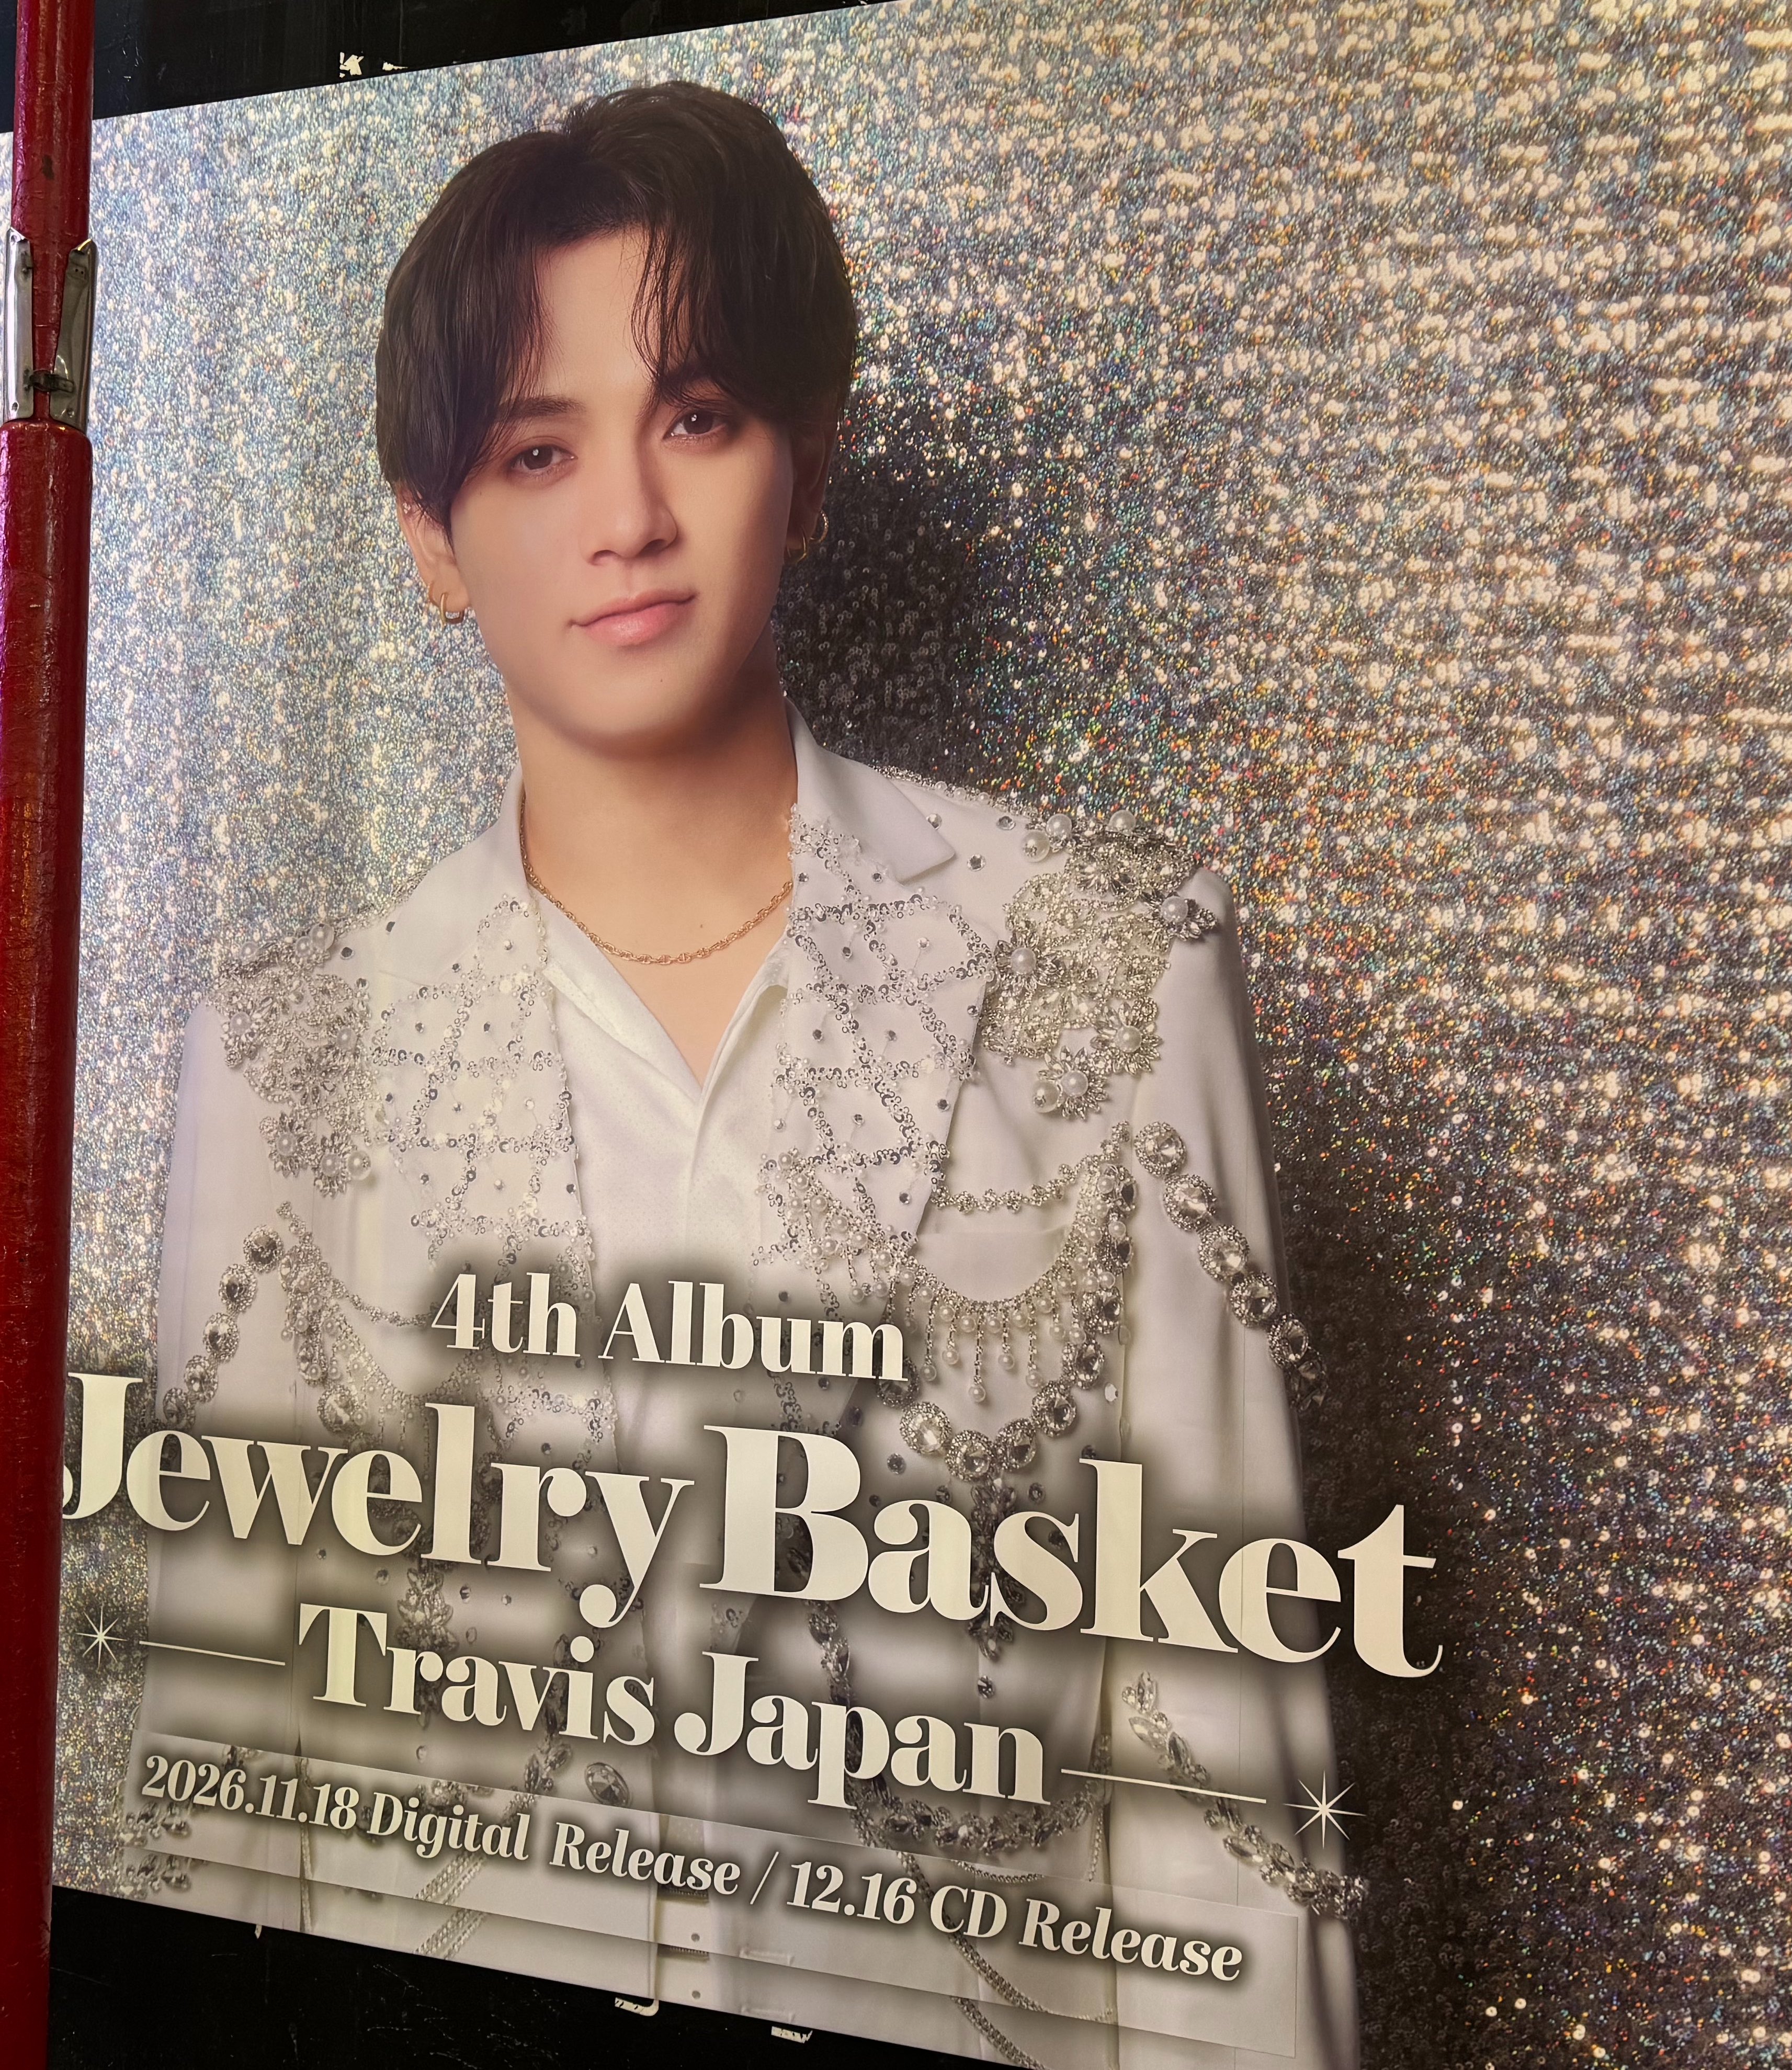 4th Album
Jewelry Basket
Travis Japan
2026.11.18 Digital Release / 12.16 CD Release